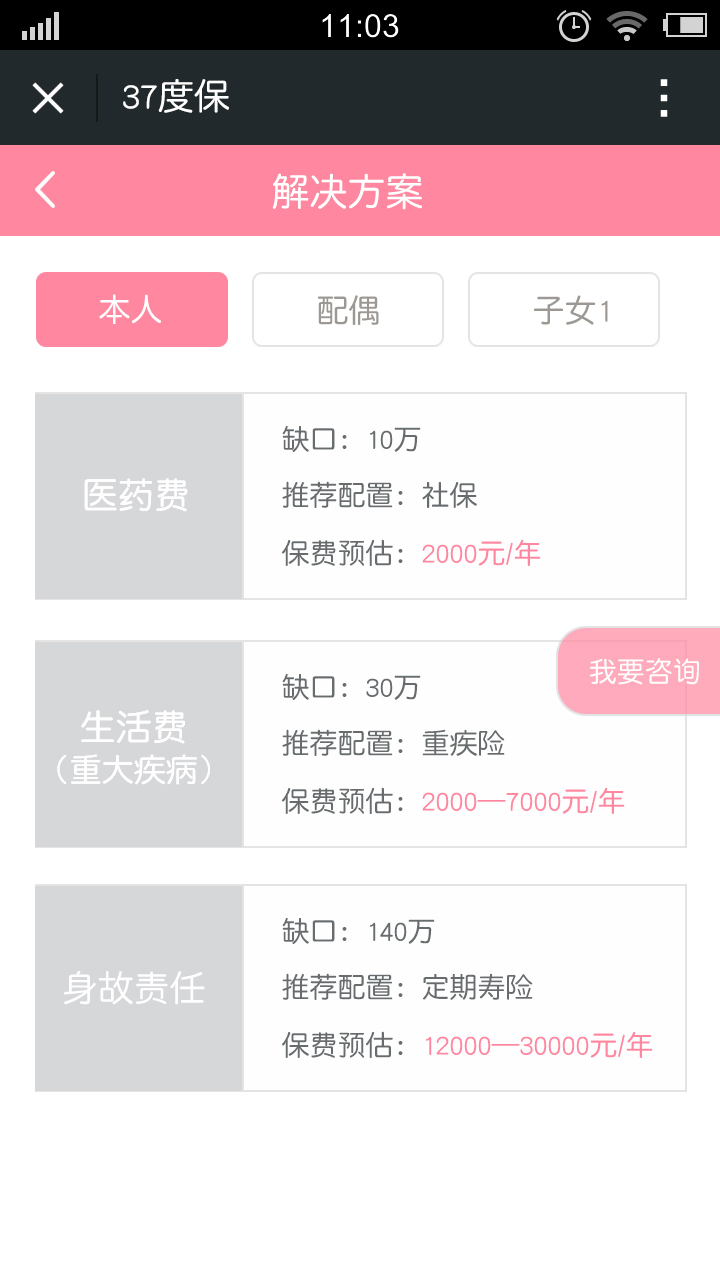 11:03
37度保
解决方案
本人
配偶
子女1
医药费
缺口：10万
推荐配置：社保
保费预估：2000元/年
我要咨询
生活费
（重大疾病）
缺口：30万
推荐配置：重疾险
保费预估：2000—7000元/年
身故责任
缺口：140万
推荐配置：定期寿险
保费预估：12000—30000元/年